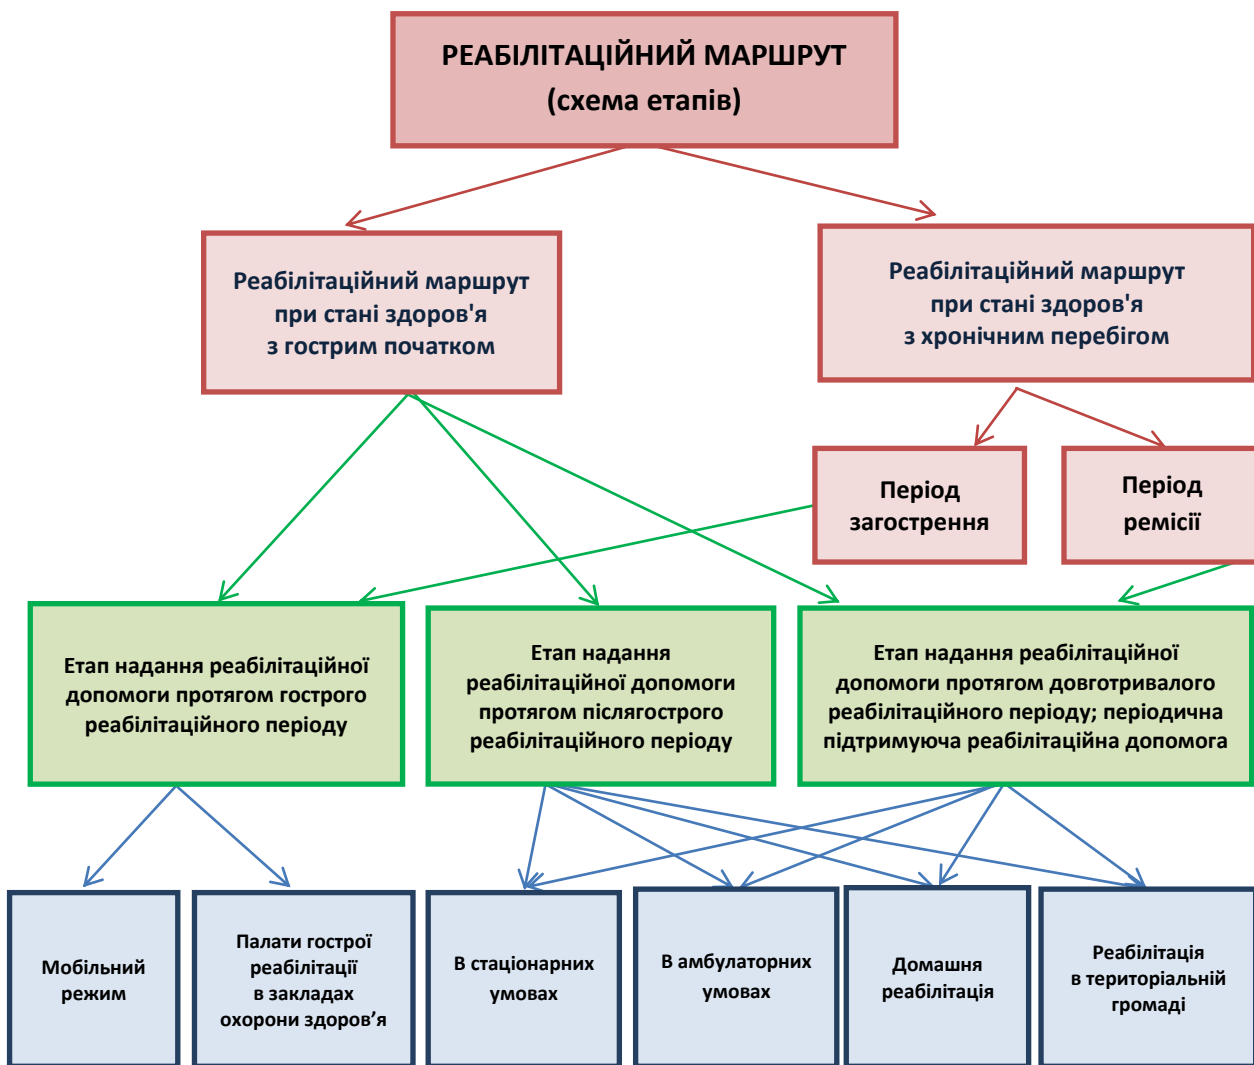 РЕАБІЛІТАЦІЙНИЙ МАРШРУТ
(схема етапів)
Реабілітаційний маршрут
при стані здоров'я
з гострим початком
Реабілітаційний маршрут
при стані здоров'я
з хронічним перебігом
Період
загострення
Період
ремісії
Етап надання реабілітаційної
допомоги протягом гострого
реабілітаційного періоду
Етап надання
реабілітаційної допомоги
протягом післягострого
реабілітаційного періоду
Етап надання реабілітаційної
допомоги протягом довготривалого
реабілітаційного періоду; періодична
підтримуюча реабілітаційна допомога
Мобільний
режим
Палати гострої
реабілітації
в закладах
охорони здоров’я
В стаціонарних
умовах
В амбулаторних
умовах
Домашня
реабілітація
Реабілітація
в територіальній
громаді